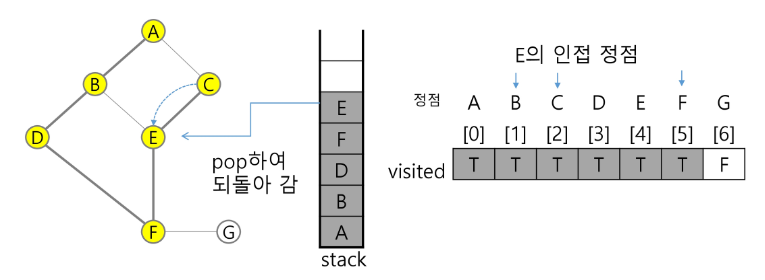 A
B
C
D
E
F
G
E
F
D
B
A
stack
pop하여
되돌아 감
E의 인접 정점
정점 A B C D E F G
[0] [1] [2] [3] [4] [5] [6]
visited T T T T T T F